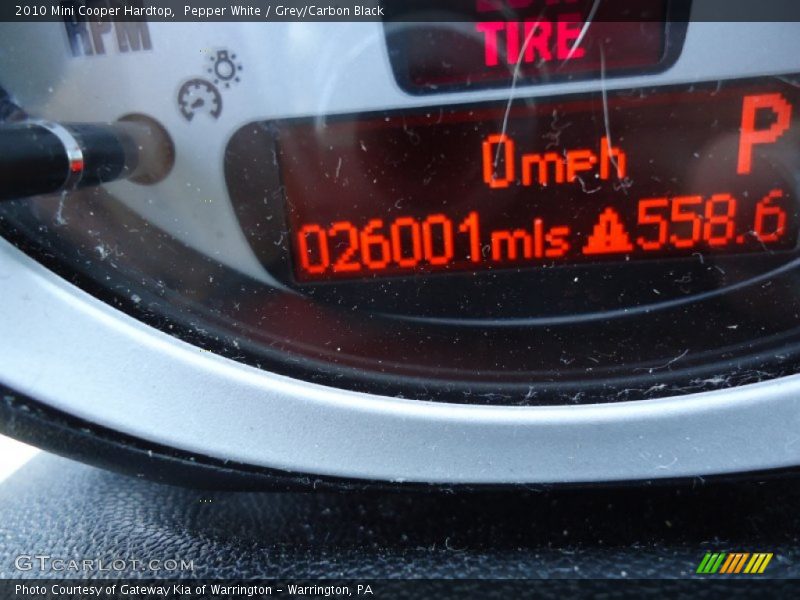 2010 Mini Cooper Hardtop,  Pepper White / Grey/Carbon Black
RPM
TIRE
P
0mph
026001mls 558.6
GTCARLOT.COM
Photo Courtesy of Gateway Kia of Warrington - Warrington, PA